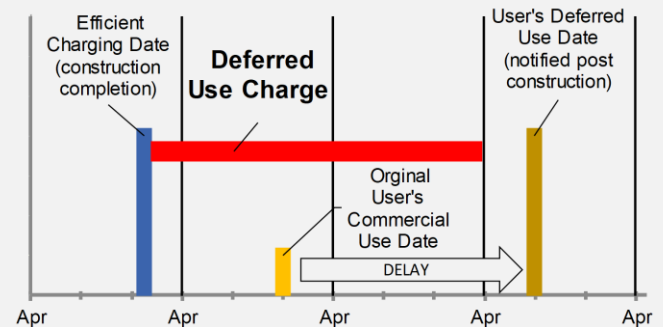 Efficient
Charging Date
(construction
completion)
Deferred
Use Charge
User's Deferred
Use Date
(notified post
construction)
Orginal
User's
Commercial
Use Date
DELAY
Apr
Apr
Apr
Apr
Apr